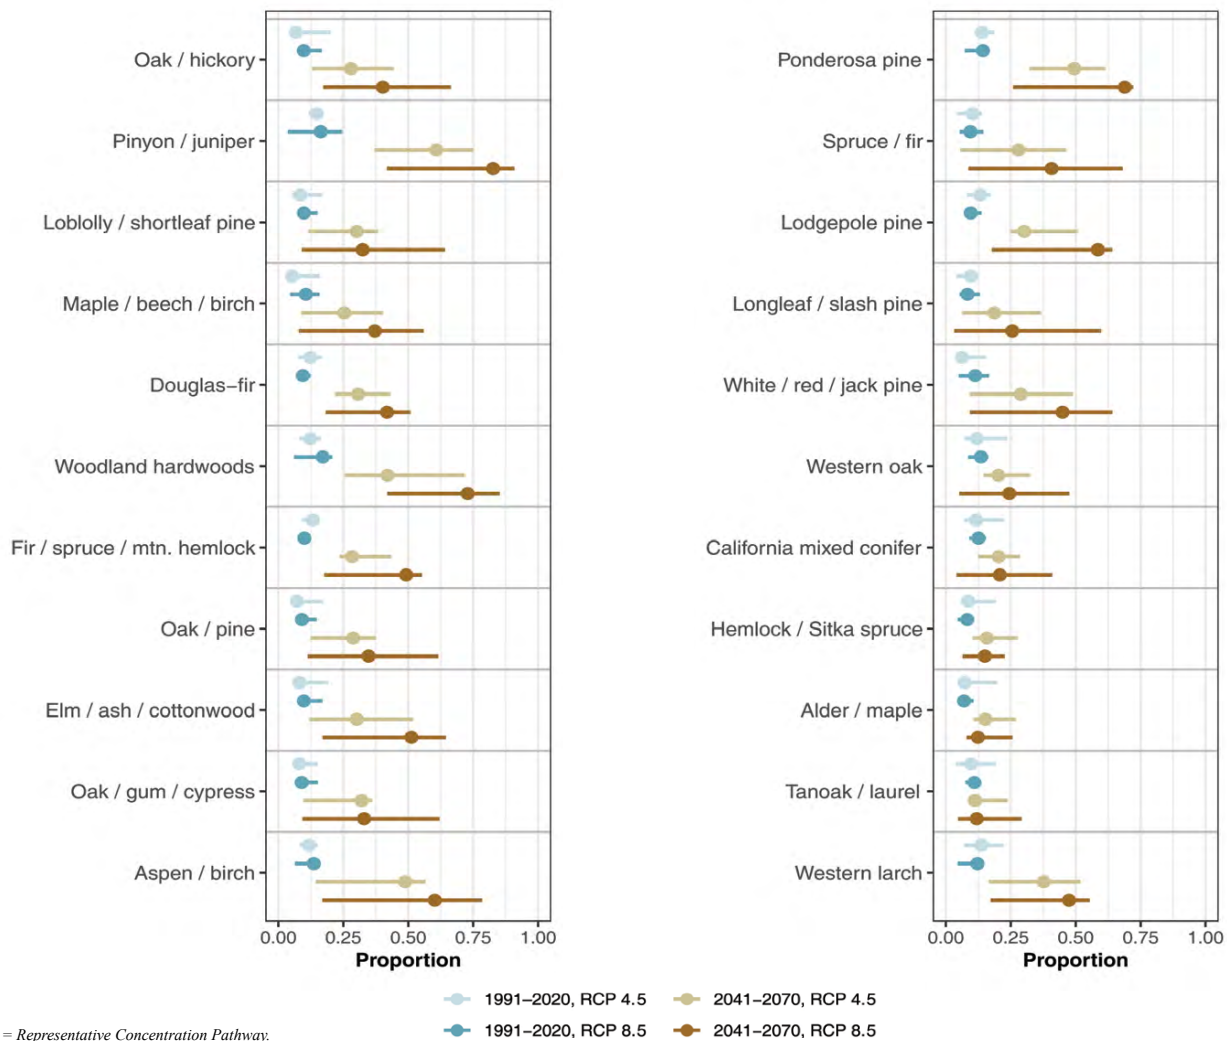 Oak / hickory
Pinyon / juniper
Loblolly / shortleaf pine
Maple / beech / birch
Douglas–fir
Woodland hardwoods
Fir / spruce / mtn. hemlock
Oak / pine
Elm / ash / cottonwood
Oak / gum / cypress
Aspen / birch
0.00 0.25 0.50 0.75 1.00
Proportion
Ponderosa pine
Spruce / fir
Lodgepole pine
Longleaf / slash pine
White / red / jack pine
Western oak
California mixed conifer
Hemlock / Sitka spruce
Alder / maple
Tanoak / laurel
Western larch
0.00 0.25 0.50 0.75 1.00
Proportion
1991–2020, RCP 4.5 2041–2070, RCP 4.5
1991–2020, RCP 8.5 2041–2070, RCP 8.5
= Representative Concentration Pathway.